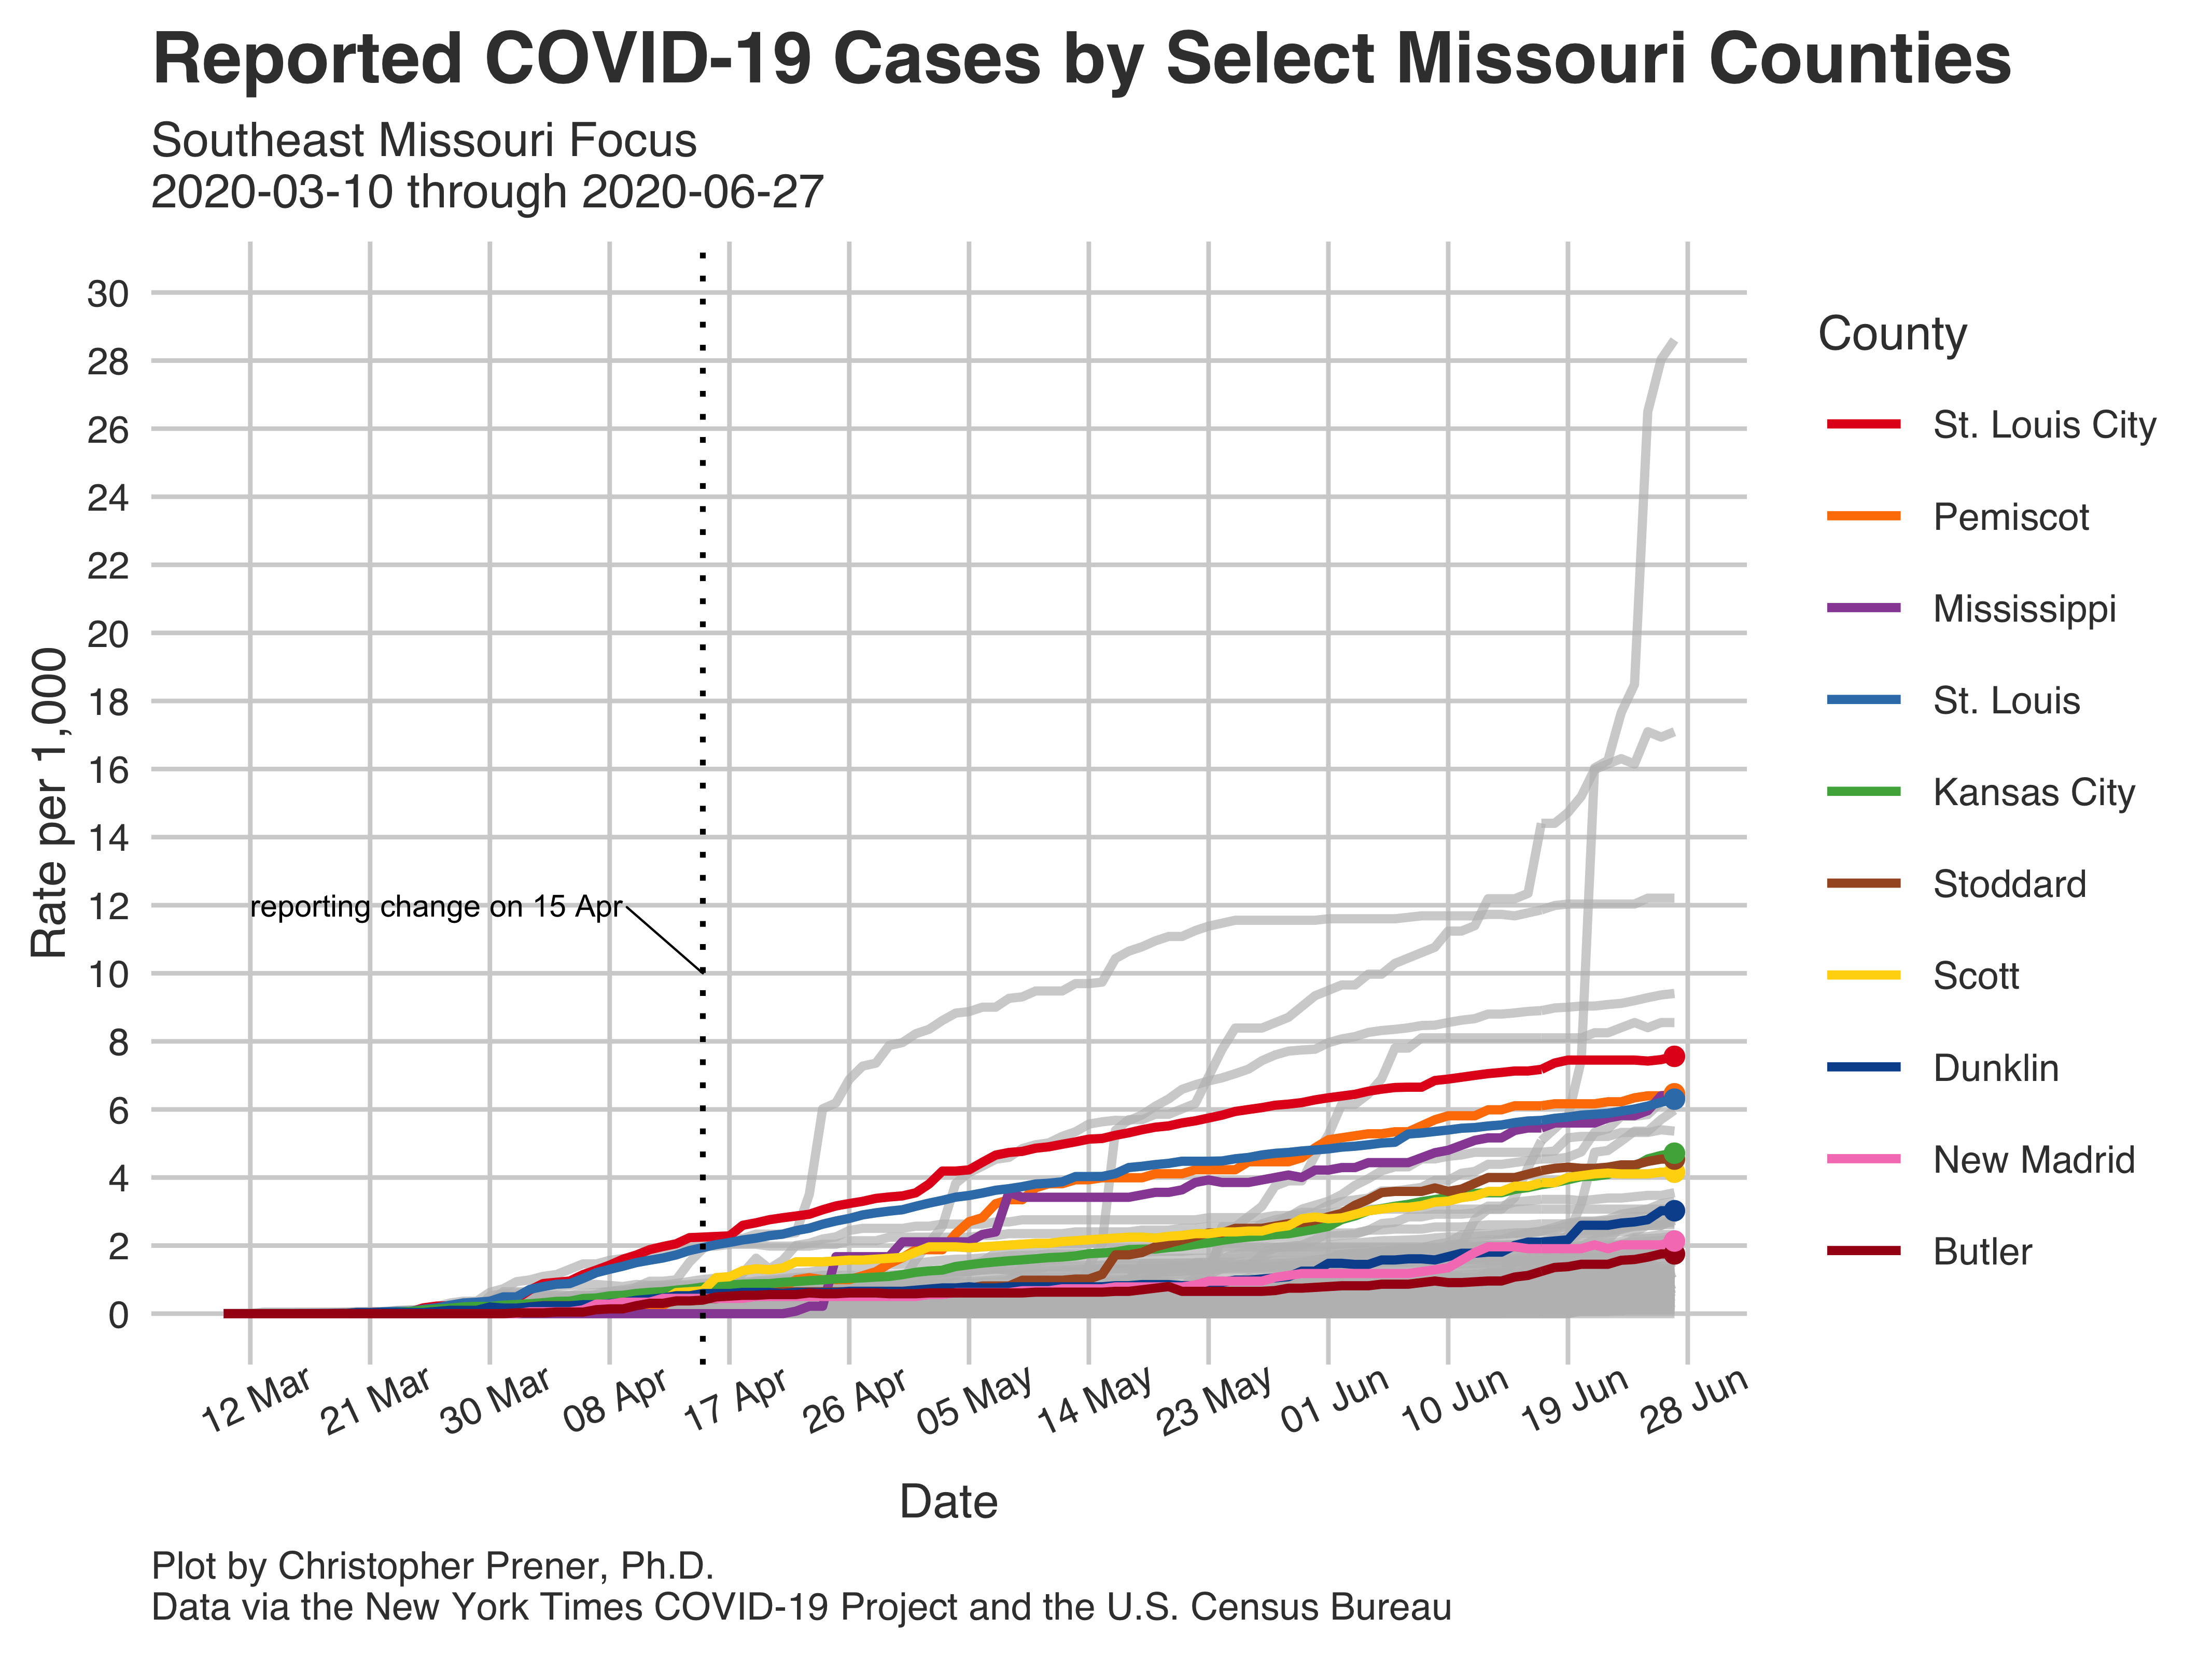 Reported COVID-19 Cases by Select Missouri Counties
Southeast Missouri Focus
2020-03-10 through 2020-06-27
Rate per 1,000
30
28
26
24
22
20
18
16
14
12
10
8
6
4
2
0
reporting change on 15 Apr
12 Mar
21 Mar
30 Mar
08 Apr
17 Apr
26 Apr
05 May
14 May
23 May
01 Jun
10 Jun
19 Jun
28 Jun
Date
County
St. Louis City
Pemiscot
Mississippi
St. Louis
Kansas City
Stoddard
Scott
Dunklin
New Madrid
Butler
Plot by Christopher Prener, Ph.D.
Data via the New York Times COVID-19 Project and the U.S. Census Bureau